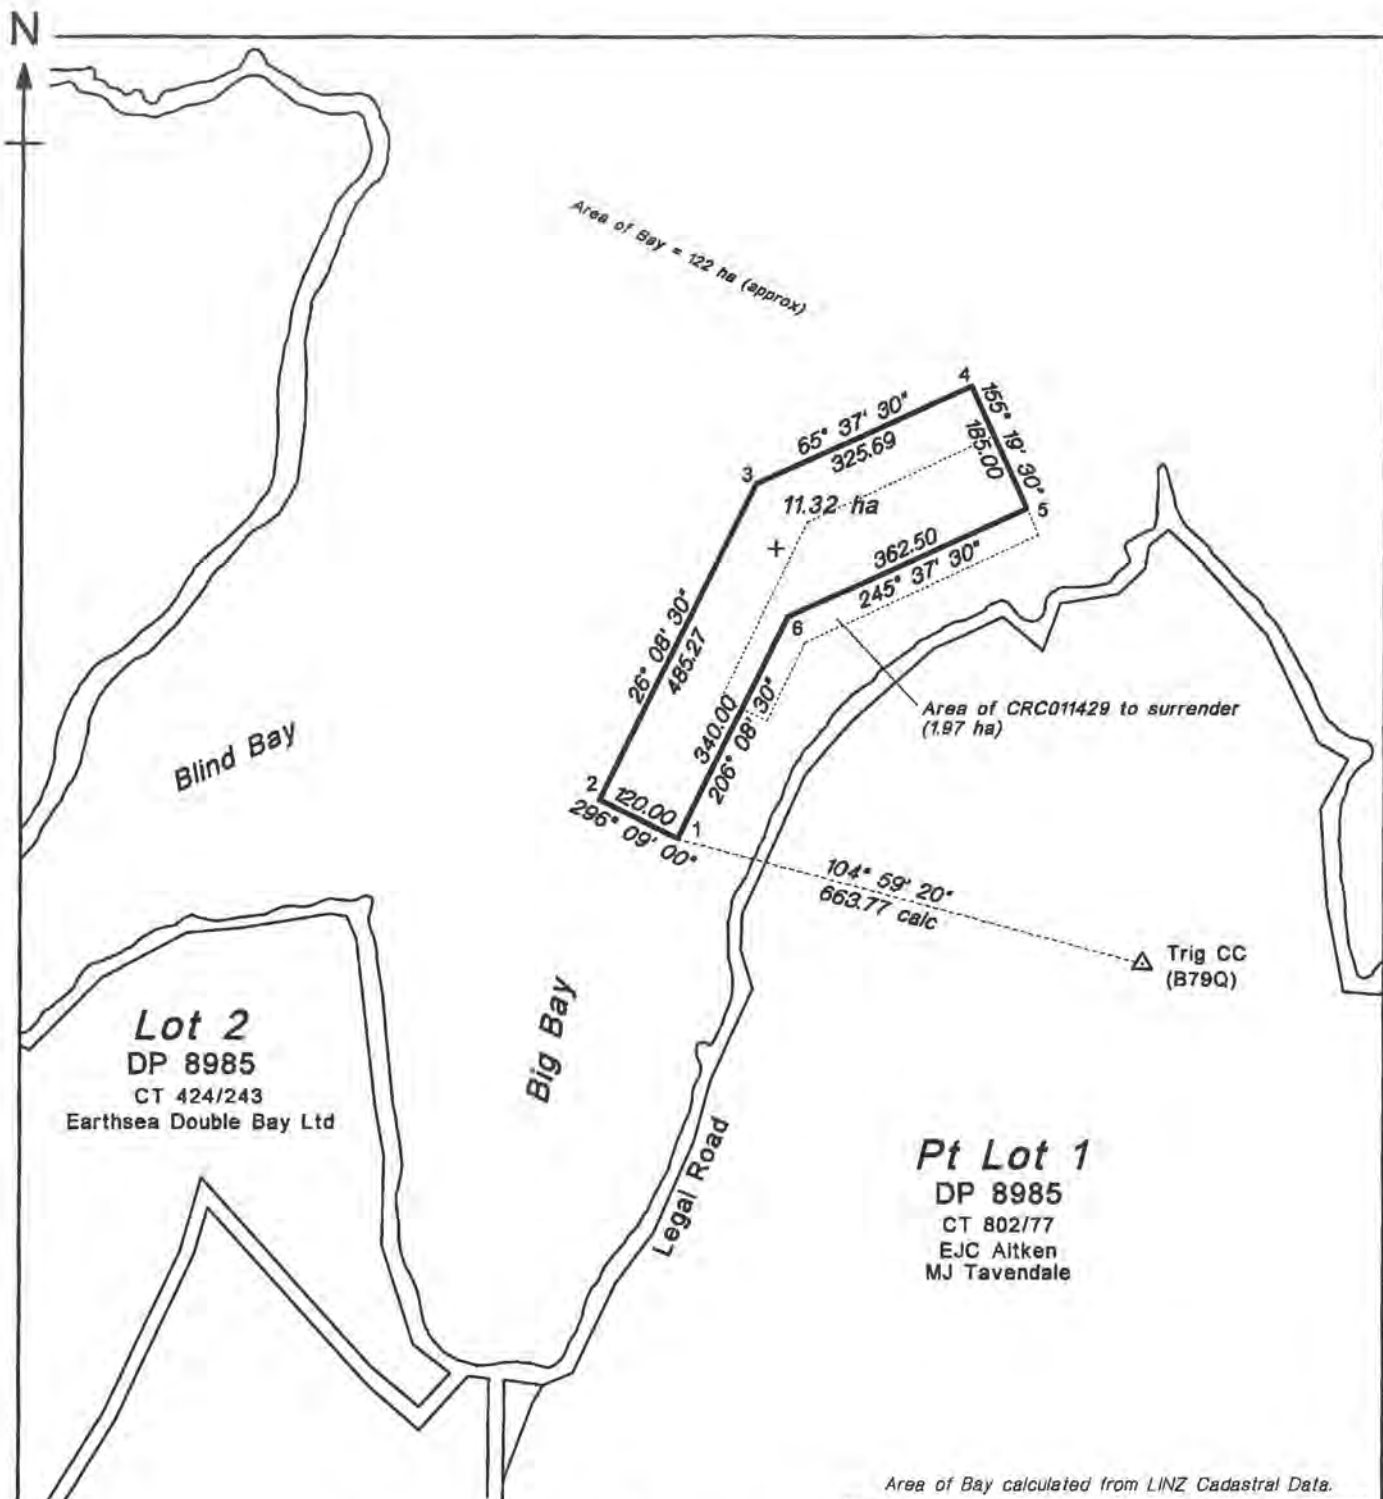 N
Area of Bay = 122 ha (approx)
4
65° 37' 30"
325.69
155° 19' 30"
185.00
3
11.32 ha
5
362.50
245° 37' 30"
6
26° 08' 30"
485.27
340.00
206° 08' 30"
Area of CRC011429 to surrender
(1.97 ha)
Blind Bay
2
120.00
296° 09' 00"
1
104° 59' 20"
663.77 calc
Trig CC
(B79Q)
Big Bay
Lot 2
DP 8985
CT 424/243
Earthsea Double Bay Ltd
Legal Road
Pt Lot 1
DP 8985
CT 802/77
EJC Aitken
MJ Tavendale
Area of Bay calculated from LINZ Cadastral Data.